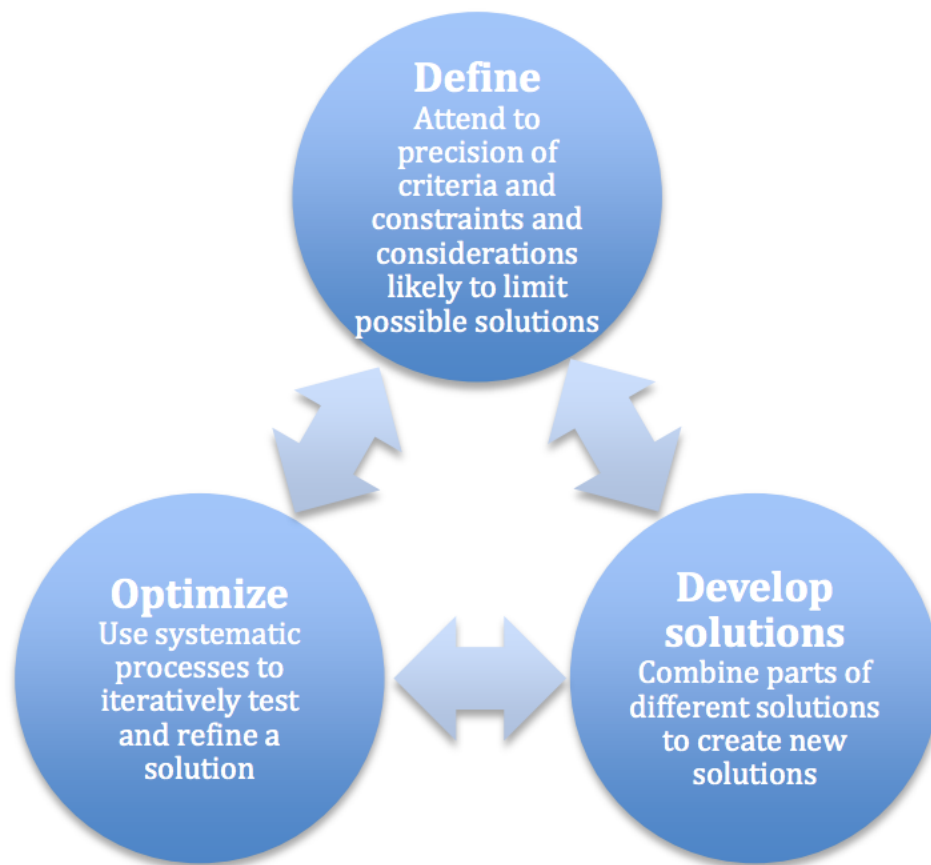 Define
Attend to
precision of
criteria and
constraints and
considerations
likely to limit
possible solutions
Optimize
Use systematic
processes to
iteratively test
and refine a
solution
Develop
solutions
Combine parts of
different solutions
to create new
solutions